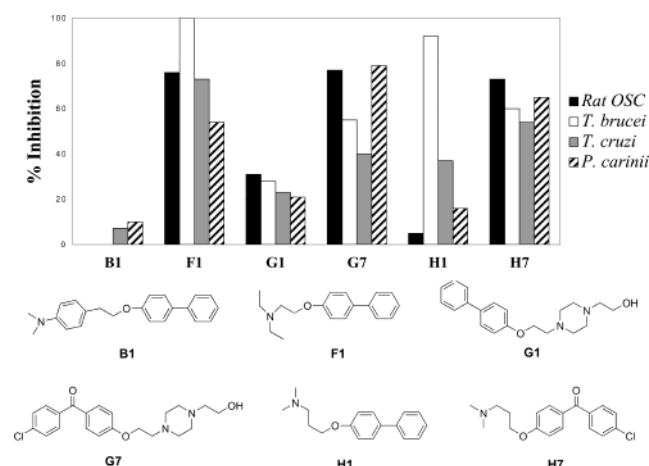 100
80
60
40
20
0
% Inhibition
B1 F1 G1 G7 H1 H7
Rat OSC
T. brucei
T. cruzi
P. carinii
N O
B1
N O
F1
O N N OH
G1
O Cl O N N OH
G7
N O
H1
N O O Cl
H7